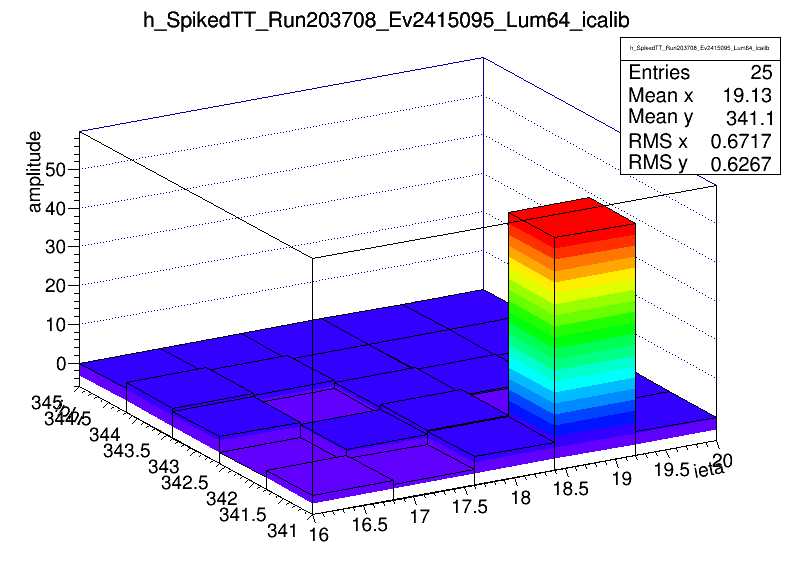 h_SpikedTT_Run203708_Ev2415095_Lum64_icalib
h_SpikedTT_Run203708_Ev2415095_Lum64_icalib
Entries 25
Mean x 19.13
Mean y 341.1
RMS x 0.6717
RMS y 0.6267
amplitude
50
40
30
20
10
0
345
344.5
344
343.5
343
342.5
342
341.5
341
16
16.5
17
17.5
18
18.5
19
19.5
20
ieta